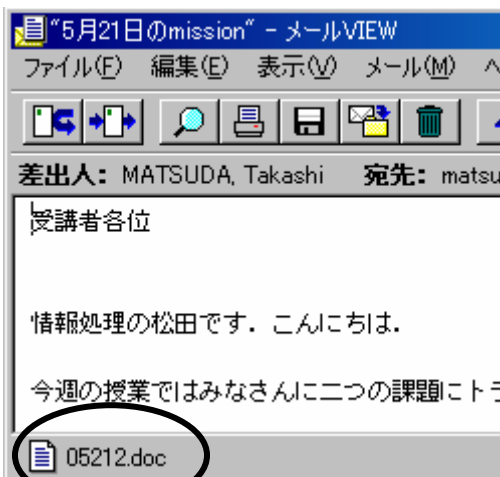 "5月21日のmission" - メールVIEW
ファイル(F) 編集(E) 表示(V) メール(M) ヘ
差出人: MATSUDA, Takashi 宛先: matsu
受講者各位
情報処理の松田です．こんにちは．
今週の授業ではみなさんに二つの課題にトラ
05212.doc